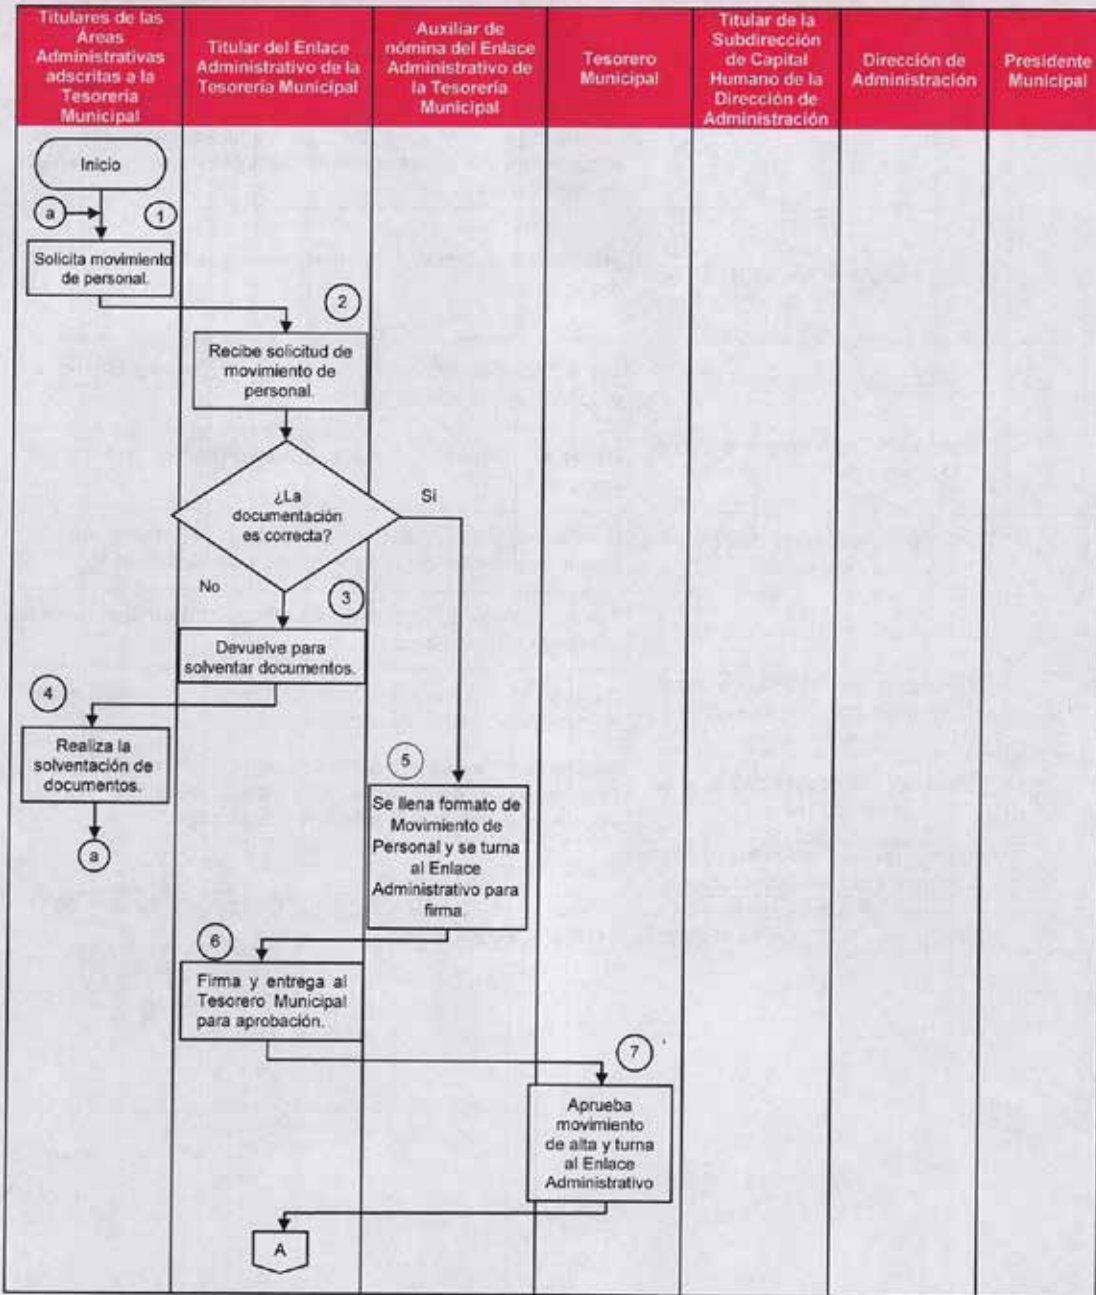 Titulares de las
Áreas
Administrativas
adscritas a la
Tesorería
Municipal
Titular del Enlace
Administrativo de la
Tesorería Municipal
Auxiliar de
nómina del Enlace
Administrativo de
la Tesorería
Municipal
Tesorero
Municipal
Titular de la
Subdirección
de Capital
Humano de la
Dirección de
Administración
Dirección de
Administración
Presidente
Municipal
Inicio
a
1
Solicita movimiento
de personal.
2
Recibe solicitud de
movimiento de
personal.
¿La
documentación
es correcta?
Si
No
3
Devuelve para
solventar documentos.
4
Realiza la
solventación de
documentos.
a
5
Se llena formato de
Movimiento de
Personal y se turna
al Enlace
Administrativo para
firma.
6
Firma y entrega al
Tesorero Municipal
para aprobación.
7
Aprueba
movimiento
de alta y turna
al Enlace
Administrativo
A